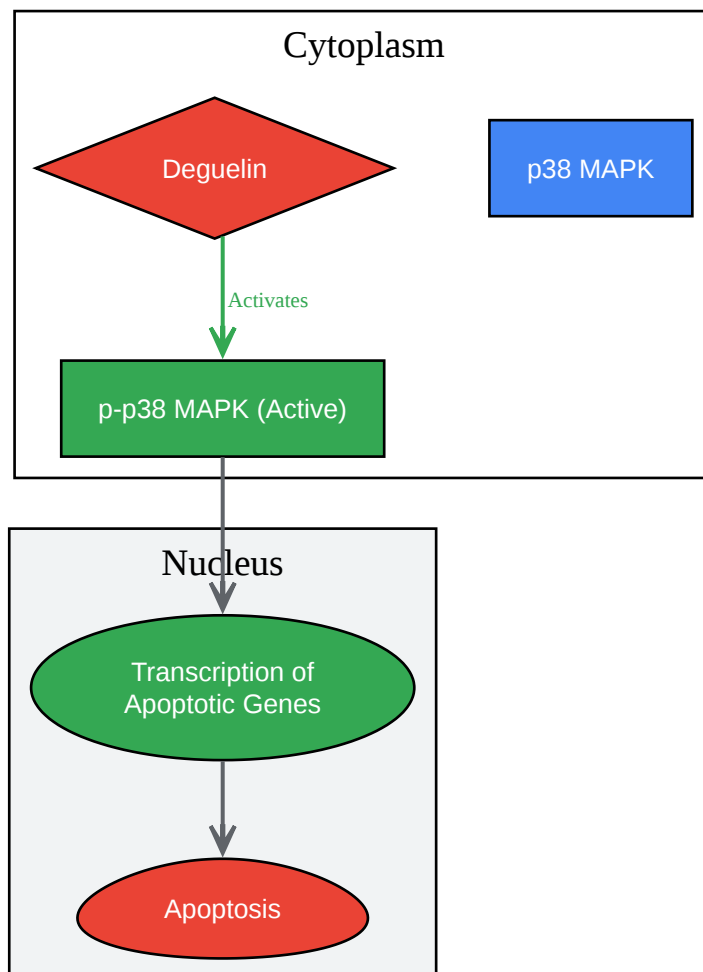 Cytoplasm
Deguelin
p38 MAPK
Activates
p-p38 MAPK (Active)
Nucleus
Transcription of
Apoptotic Genes
Apoptosis